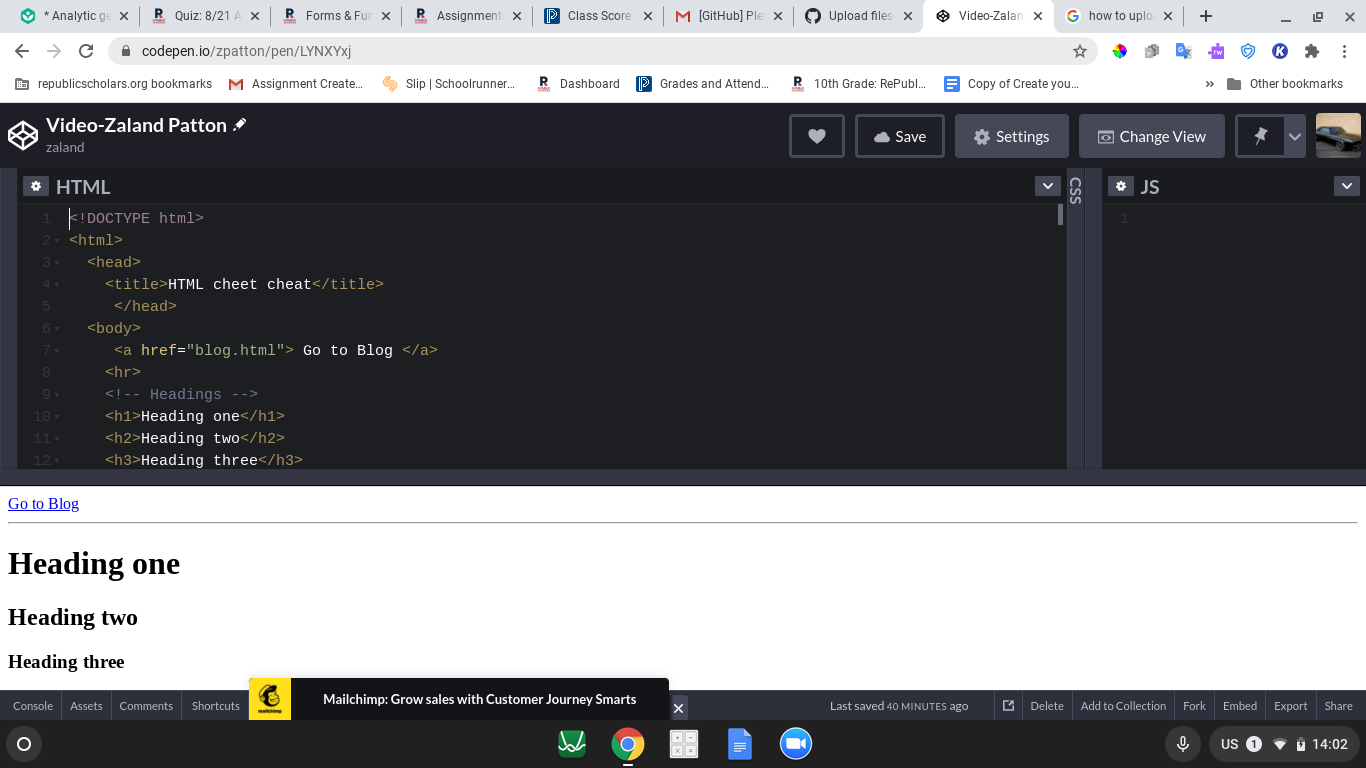 * Analytic ge
Quiz: 8/21 A
Forms & Fun
Assignment
Class Score
[GitHub] Ple
Upload files
Video-Zalan
how to uplo
codepen.io/zpatton/pen/LYNXYxj
republicscholars.org bookmarks
Assignment Create...
Slip | Schoolrunner...
Dashboard
Grades and Attend...
10th Grade: RePubl...
Copy of Create you...
»
Other bookmarks
Video-Zaland Patton
zaland
Save
Settings
Change View
HTML
CSS
JS
1 <!DOCTYPE html>
2 <html>
3 <head>
4 <title>HTML cheet cheat</title>
5 </head>
6 <body>
7 <a href="blog.html"> Go to Blog </a>
8 <hr>
9 <!-- Headings -->
10 <h1>Heading one</h1>
11 <h2>Heading two</h2>
12 <h3>Heading three</h3>
1
Go to Blog
Heading one
Heading two
Heading three
Console
Assets
Comments
Shortcuts
mailchimp
Mailchimp: Grow sales with Customer Journey Smarts
Last saved 40 MINUTES ago
Delete
Add to Collection
Fork
Embed
Export
Share
US 1 14:02